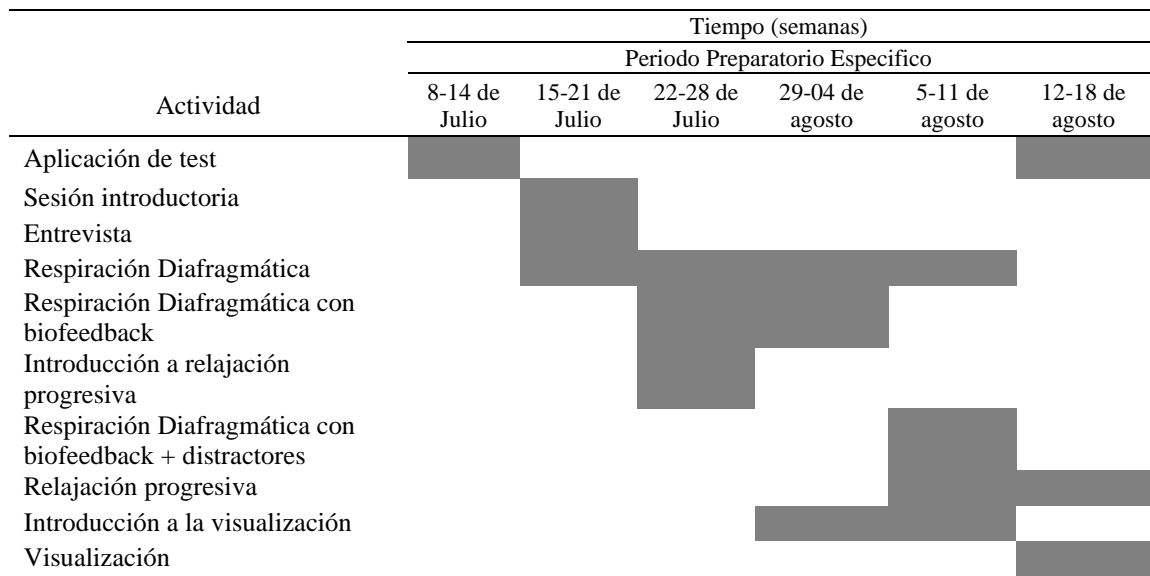 Tiempo (semanas)
Periodo Preparatorio Especifico
Actividad
8-14 de
Julio
15-21 de
Julio
22-28 de
Julio
29-04 de
agosto
5-11 de
agosto
12-18 de
agosto
Aplicación de test
Sesión introductoria
Entrevista
Respiración Diafragmática
Respiración Diafragmática con
biofeedback
Introducción a relajación
progresiva
Respiración Diafragmática con
biofeedback + distractores
Relajación progresiva
Introducción a la visualización
Visualización